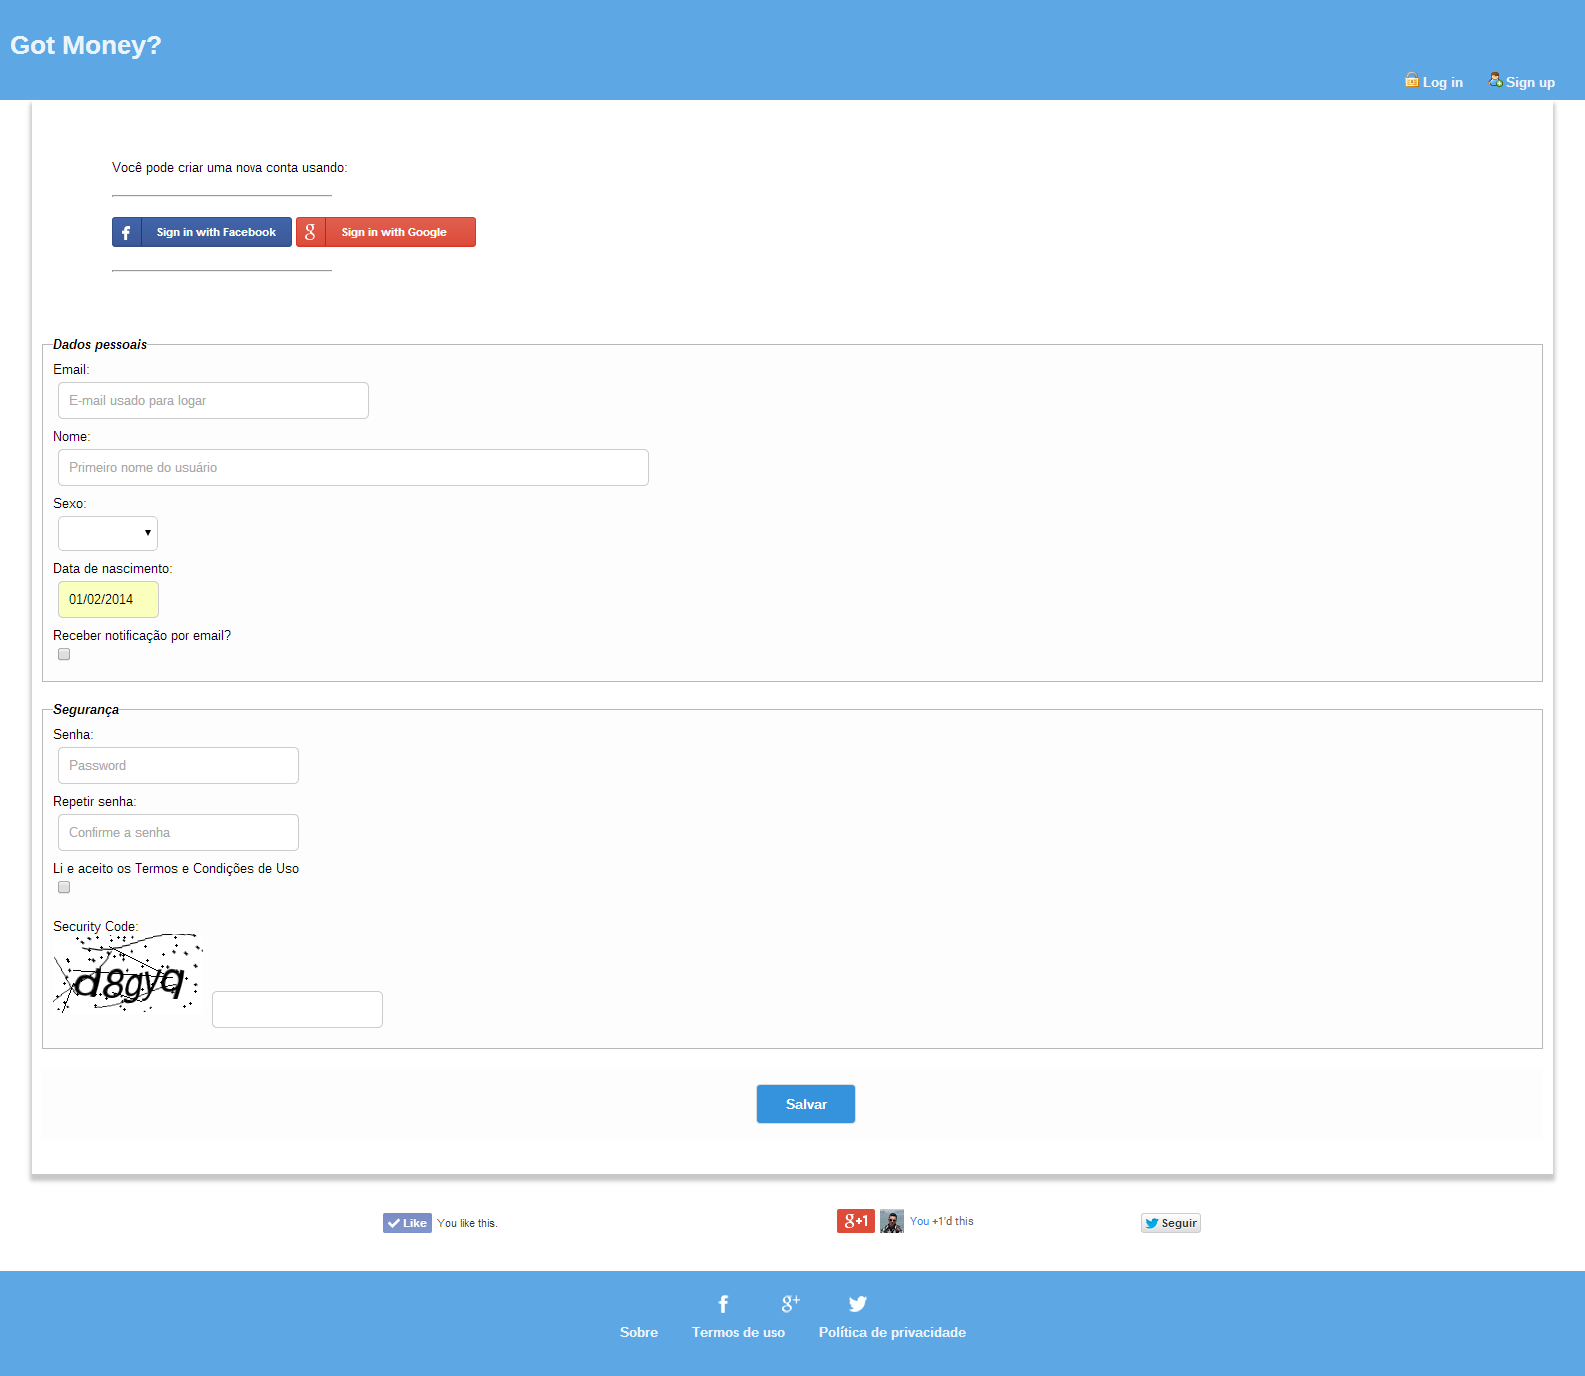 Got Money?
Log in Sign up
Você pode criar uma nova conta usando:
Sign in with Facebook Sign in with Google
Dados pessoais
Email:
E-mail usado para logar
Nome:
Primeiro nome do usuário
Sexo:
Data de nascimento:
01/02/2014
Receber notificação por email?
Segurança
Senha:
Password
Repetir senha:
Confirme a senha
Li e aceito os Termos e Condições de Uso
Security Code:
d8gyq
Salvar
Like You like this.
g+1 You +1'd this
Seguir
Sobre Termos de uso Política de privacidade